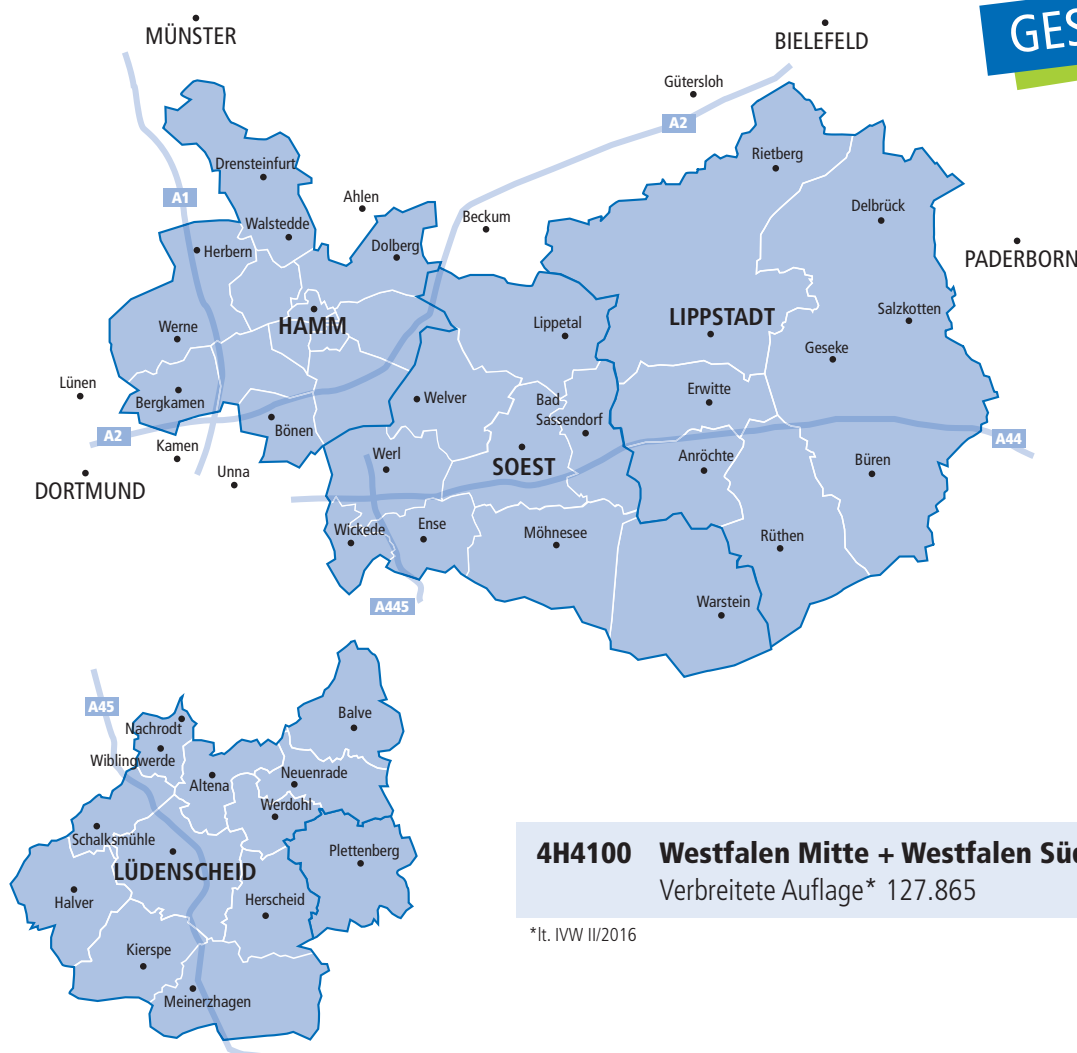 MÜNSTER
BIELEFELD
GES
Gütersloh
A2
Rietberg
Drensteinfurt
A1
Ahlen
Beckum
Delbrück
Walstedde
Herbern
Dolberg
PADERBORN
Werne
HAMM
Lippetal
LIPPSTADT
Salzkotten
Geseke
Lünen
Bergkamen
Welver
Bad
Sassendorf
Erwitte
A2
Bönen
Kamen
Werl
SOEST
Anröchte
Büren
A44
Unna
DORTMUND
Wickede
Ense
Möhnesee
Rüthen
A445
Warstein
A45
Nachrodt
Wiblingwerde
Balve
Altena
Neuenrade
Werdohl
Schalksmühle
LÜDENSCHEID
Plettenberg
Halver
Herscheid
Kierspe
Meinerzhagen
4H4100 Westfalen Mitte + Westfalen Süd
Verbreitete Auflage* 127.865
*lt. IVW II/2016